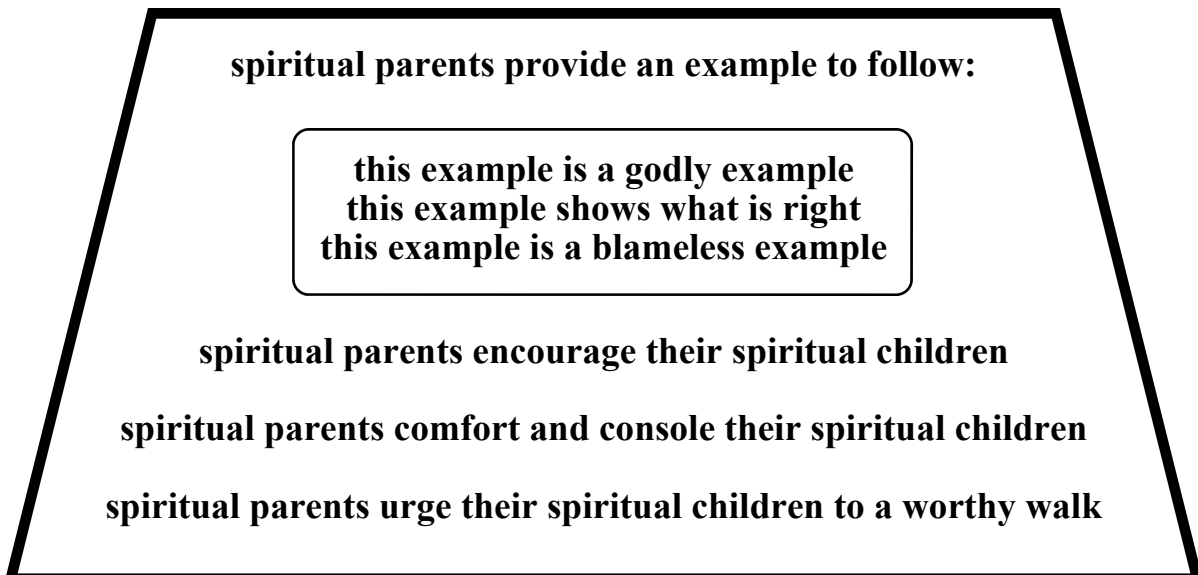 spiritual parents provide an example to follow:
this example is a godly example
this example shows what is right
this example is a blameless example
spiritual parents encourage their spiritual children
spiritual parents comfort and console their spiritual children
spiritual parents urge their spiritual children to a worthy walk